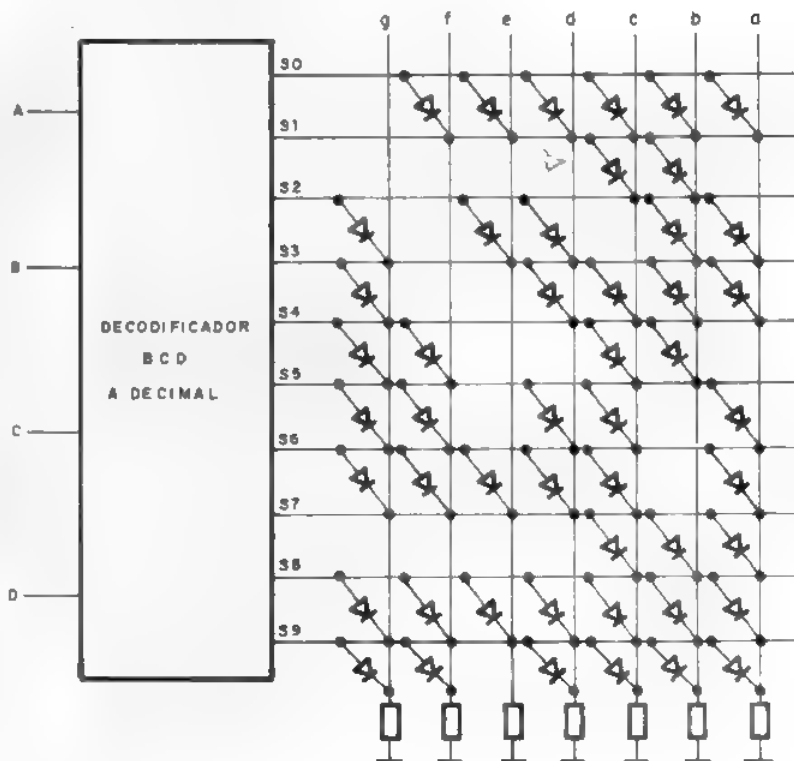 g f e d c b a
S0
A
S1
S2
B
S3
S4
DECODIFICADOR
BCD
A DECIMAL
S5
C
S6
S7
S8
D
S9